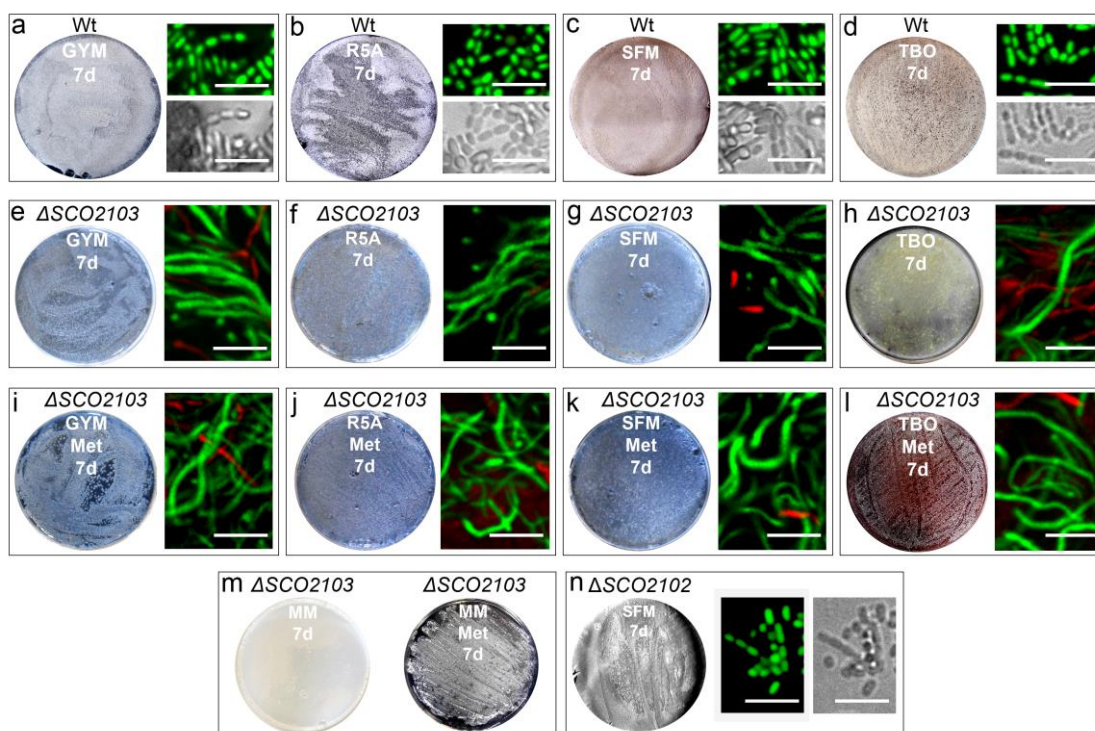 a
Wt
GYM
7d
b
Wt
R5A
7d
c
Wt
SFM
7d
d
Wt
TBO
7d
e
ΔSCO2103
GYM
7d
f
ΔSCO2103
R5A
7d
g
ΔSCO2103
SFM
7d
h
ΔSCO2103
TBO
7d
i
ΔSCO2103
GYM
Met
7d
j
ΔSCO2103
R5A
Met
7d
k
ΔSCO2103
SFM
Met
7d
l
ΔSCO2103
TBO
Met
7d
m
ΔSCO2103
MM
7d
ΔSCO2103
MM
Met
7d
n
ΔSCO2102
SFM
7d